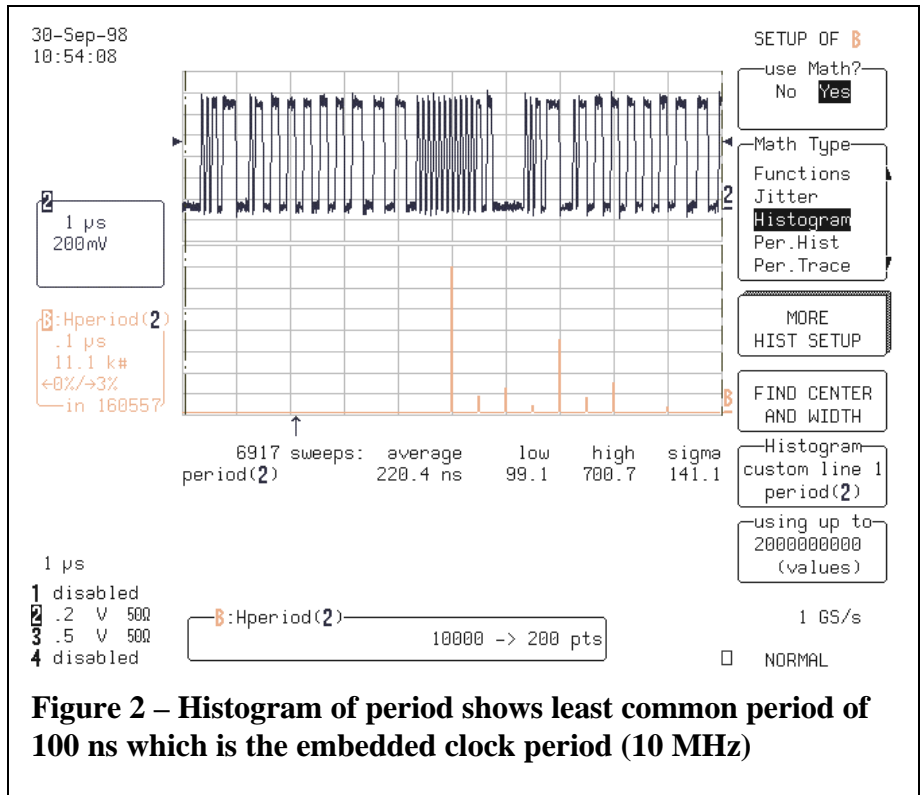 30-Sep-98
10:54:08
SETUP OF B
use Math?
No Yes
Math Type
Functions
Jitter
Histogram
Per.Hist
Per.Trace
2
1 µs
200mV
2
B:Hperiod(2)
.1 µs
11.1 k#
←0%/→3%
in 160557
B
MORE
HIST SETUP
FIND CENTER
AND WIDTH
↑
6917 sweeps: average low high sigma
period(2) 220.4 ns 99.1 700.7 141.1
Histogram
custom line 1
period(2)
using up to
2000000000
(values)
1 µs
1 disabled
2 .2 V 50Ω
3 .5 V 50Ω
4 disabled
B:Hperiod(2)
10000 -> 200 pts
1 GS/s
□ NORMAL
Figure 2 – Histogram of period shows least common period of
100 ns which is the embedded clock period (10 MHz)